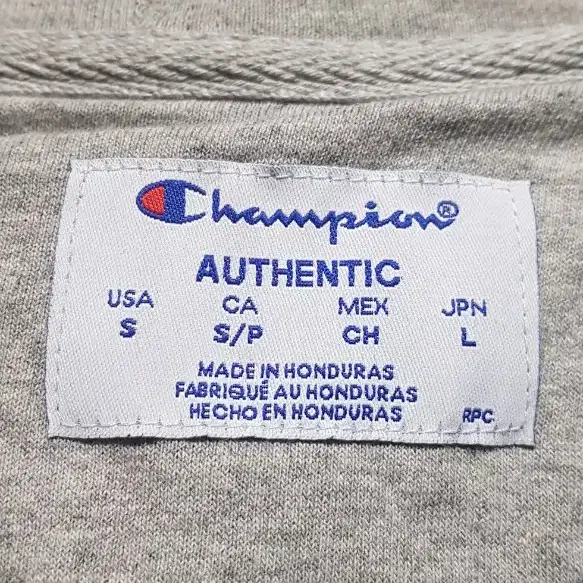 Champion®
AUTHENTIC
USA CA MEX JPN
S S/P CH L
MADE IN HONDURAS
FABRIQUÉ AU HONDURAS
HECHO EN HONDURAS RPC